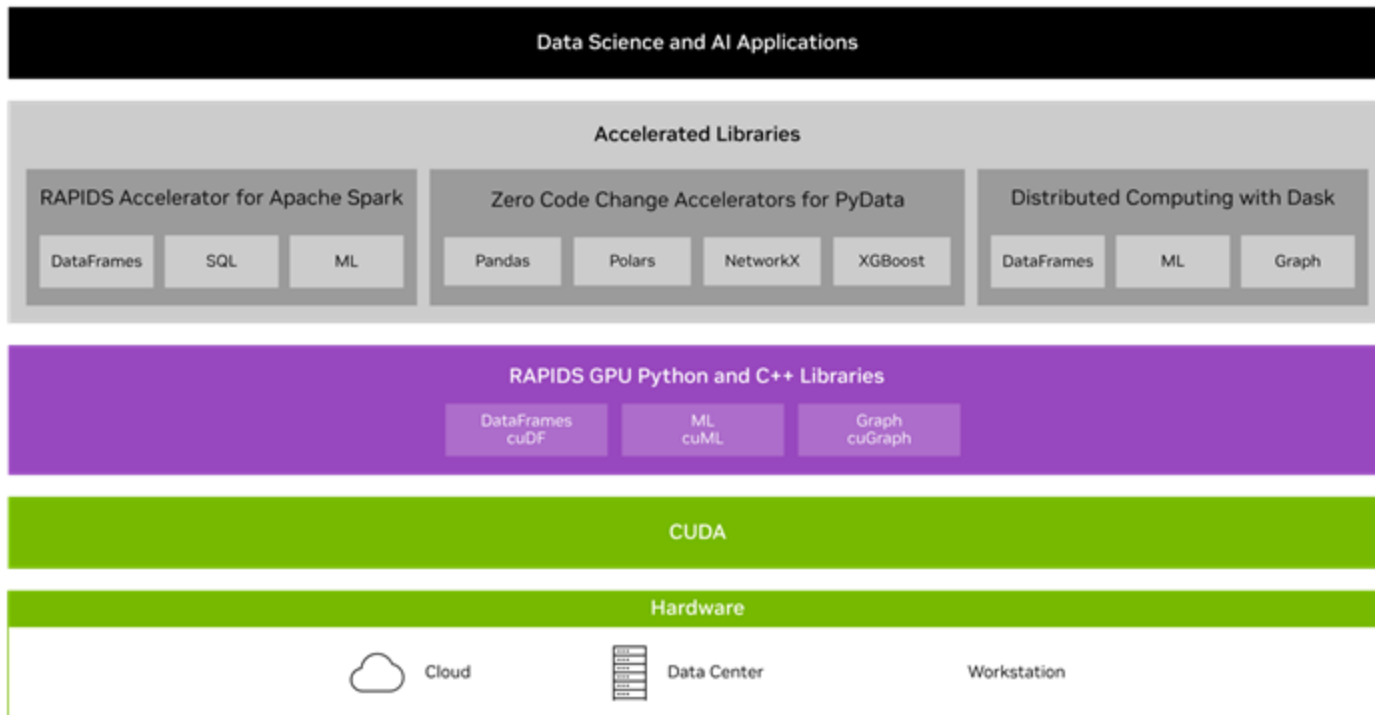 Data Science and AI Applications
Accelerated Libraries
RAPIDS Accelerator for Apache Spark
DataFrames
SQL
ML
Zero Code Change Accelerators for PyData
Pandas
Polars
NetworkX
XGBoost
Distributed Computing with Dask
DataFrames
ML
Graph
RAPIDS GPU Python and C++ Libraries
DataFrames
cuDF
ML
cuML
Graph
cuGraph
CUDA
Hardware
Cloud
Data Center
Workstation